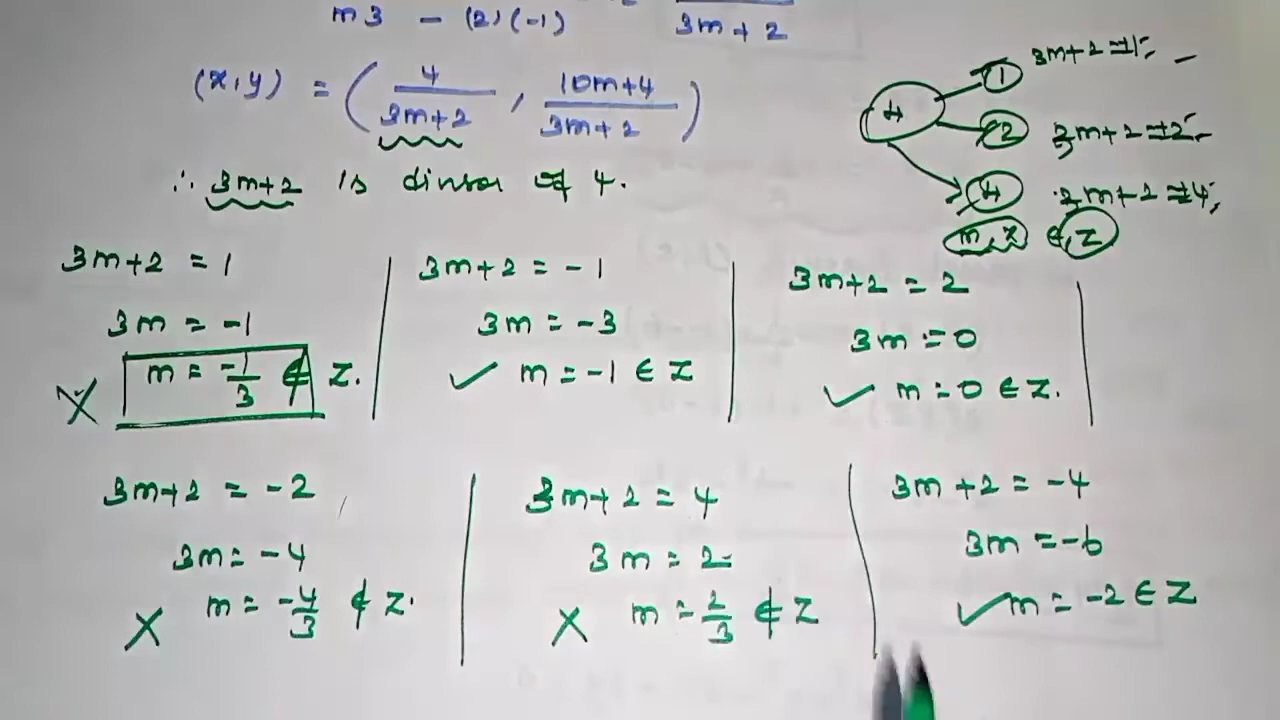 m3 - (2)(-1)
3m+2
(x,y) = ( 4/3m+2 , 10m+4/3m+2 )
∴ 3m+2 is divisor of 4.
4
1 3m+2 = ±1; -
2 3m+2 = ±2;
4 3m+2 = ±4;
m, x ∈ Z
3m+2 = 1
3m = -1
m = -1/3 ∉ Z.
3m+2 = -1
3m = -3
✓ m = -1 ∈ Z
3m+2 = 2
3m = 0
✓ m = 0 ∈ Z.
3m+2 = -2
3m = -4
X m = -4/3 ∉ Z.
3m+2 = 4
3m = 2
X m = 2/3 ∉ Z
3m+2 = -4
3m = -6
✓ m = -2 ∈ Z